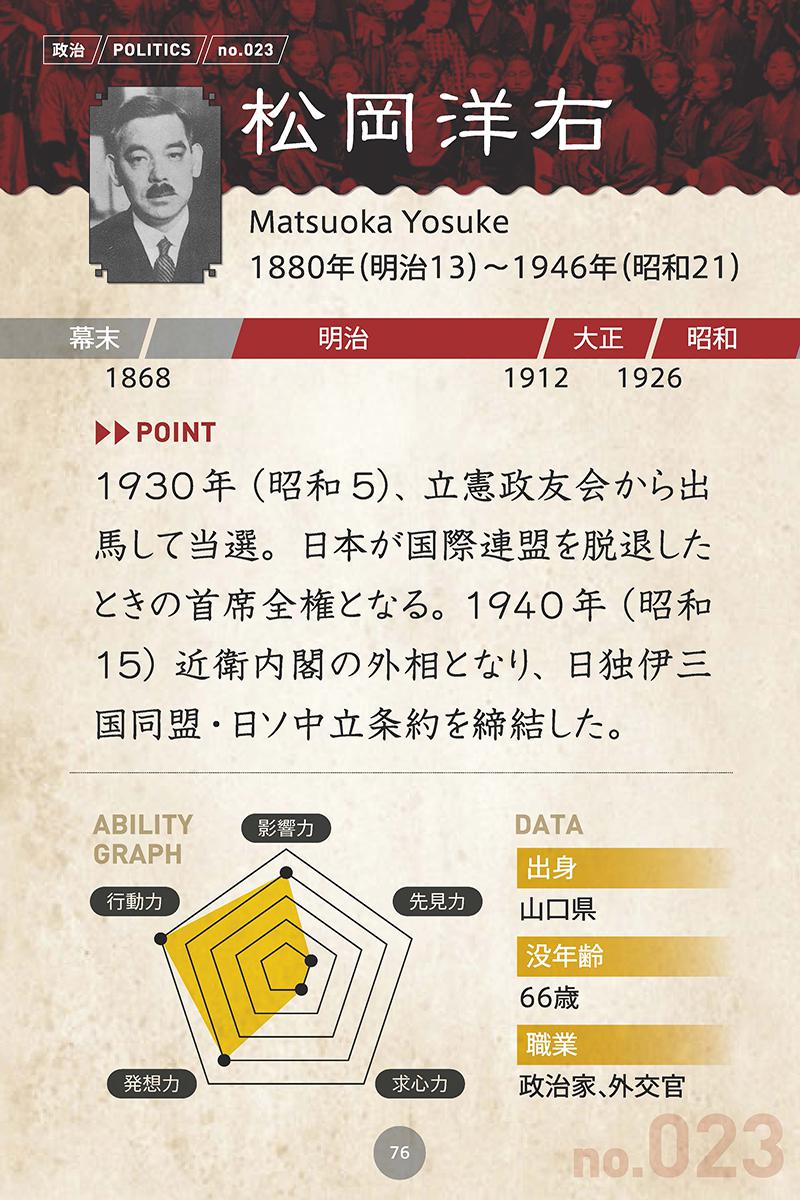 政治 POLITICS no.023
松岡洋右
Matsuoka Yosuke
1880年(明治13)～1946年(昭和21)
幕末 明治 大正 昭和
1868 1912 1926
POINT
1930年（昭和5）、立憲政友会から出
馬して当選。日本が国際連盟を脱退した
ときの首席全権となる。1940年（昭和
15）近衛内閣の外相となり、日独伊三
国同盟・日ソ中立条約を締結した。
ABILITY
GRAPH
影響力
行動力
先見力
発想力
求心力
DATA
出身
山口県
没年齢
66歳
職業
政治家、外交官
76
no.023